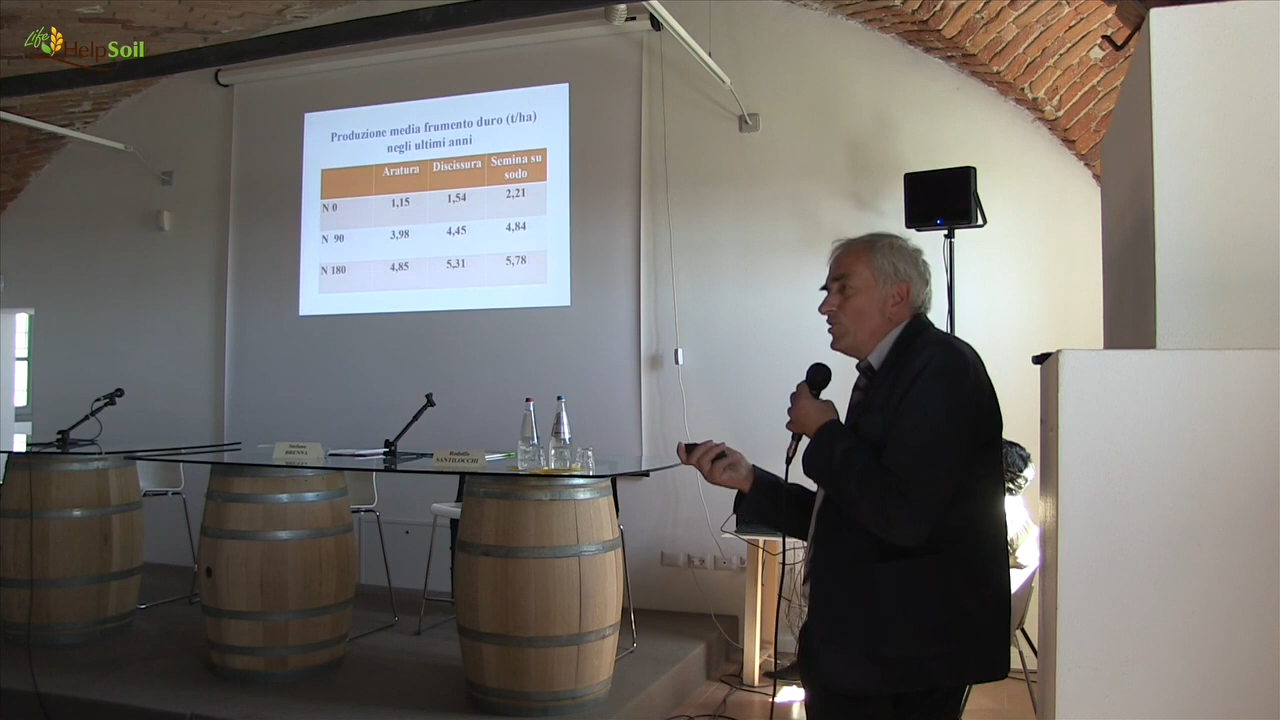 Life
HelpSoil
Produzione media frumento duro (t/ha)
negli ultimi anni
Aratura Discissura Semina su sodo
N 0 1,15 1,54 2,21
N 90 3,98 4,45 4,84
N 180 4,85 5,31 5,78
Stefano
BRENNA
Rodolfo
SANTILOCCHI